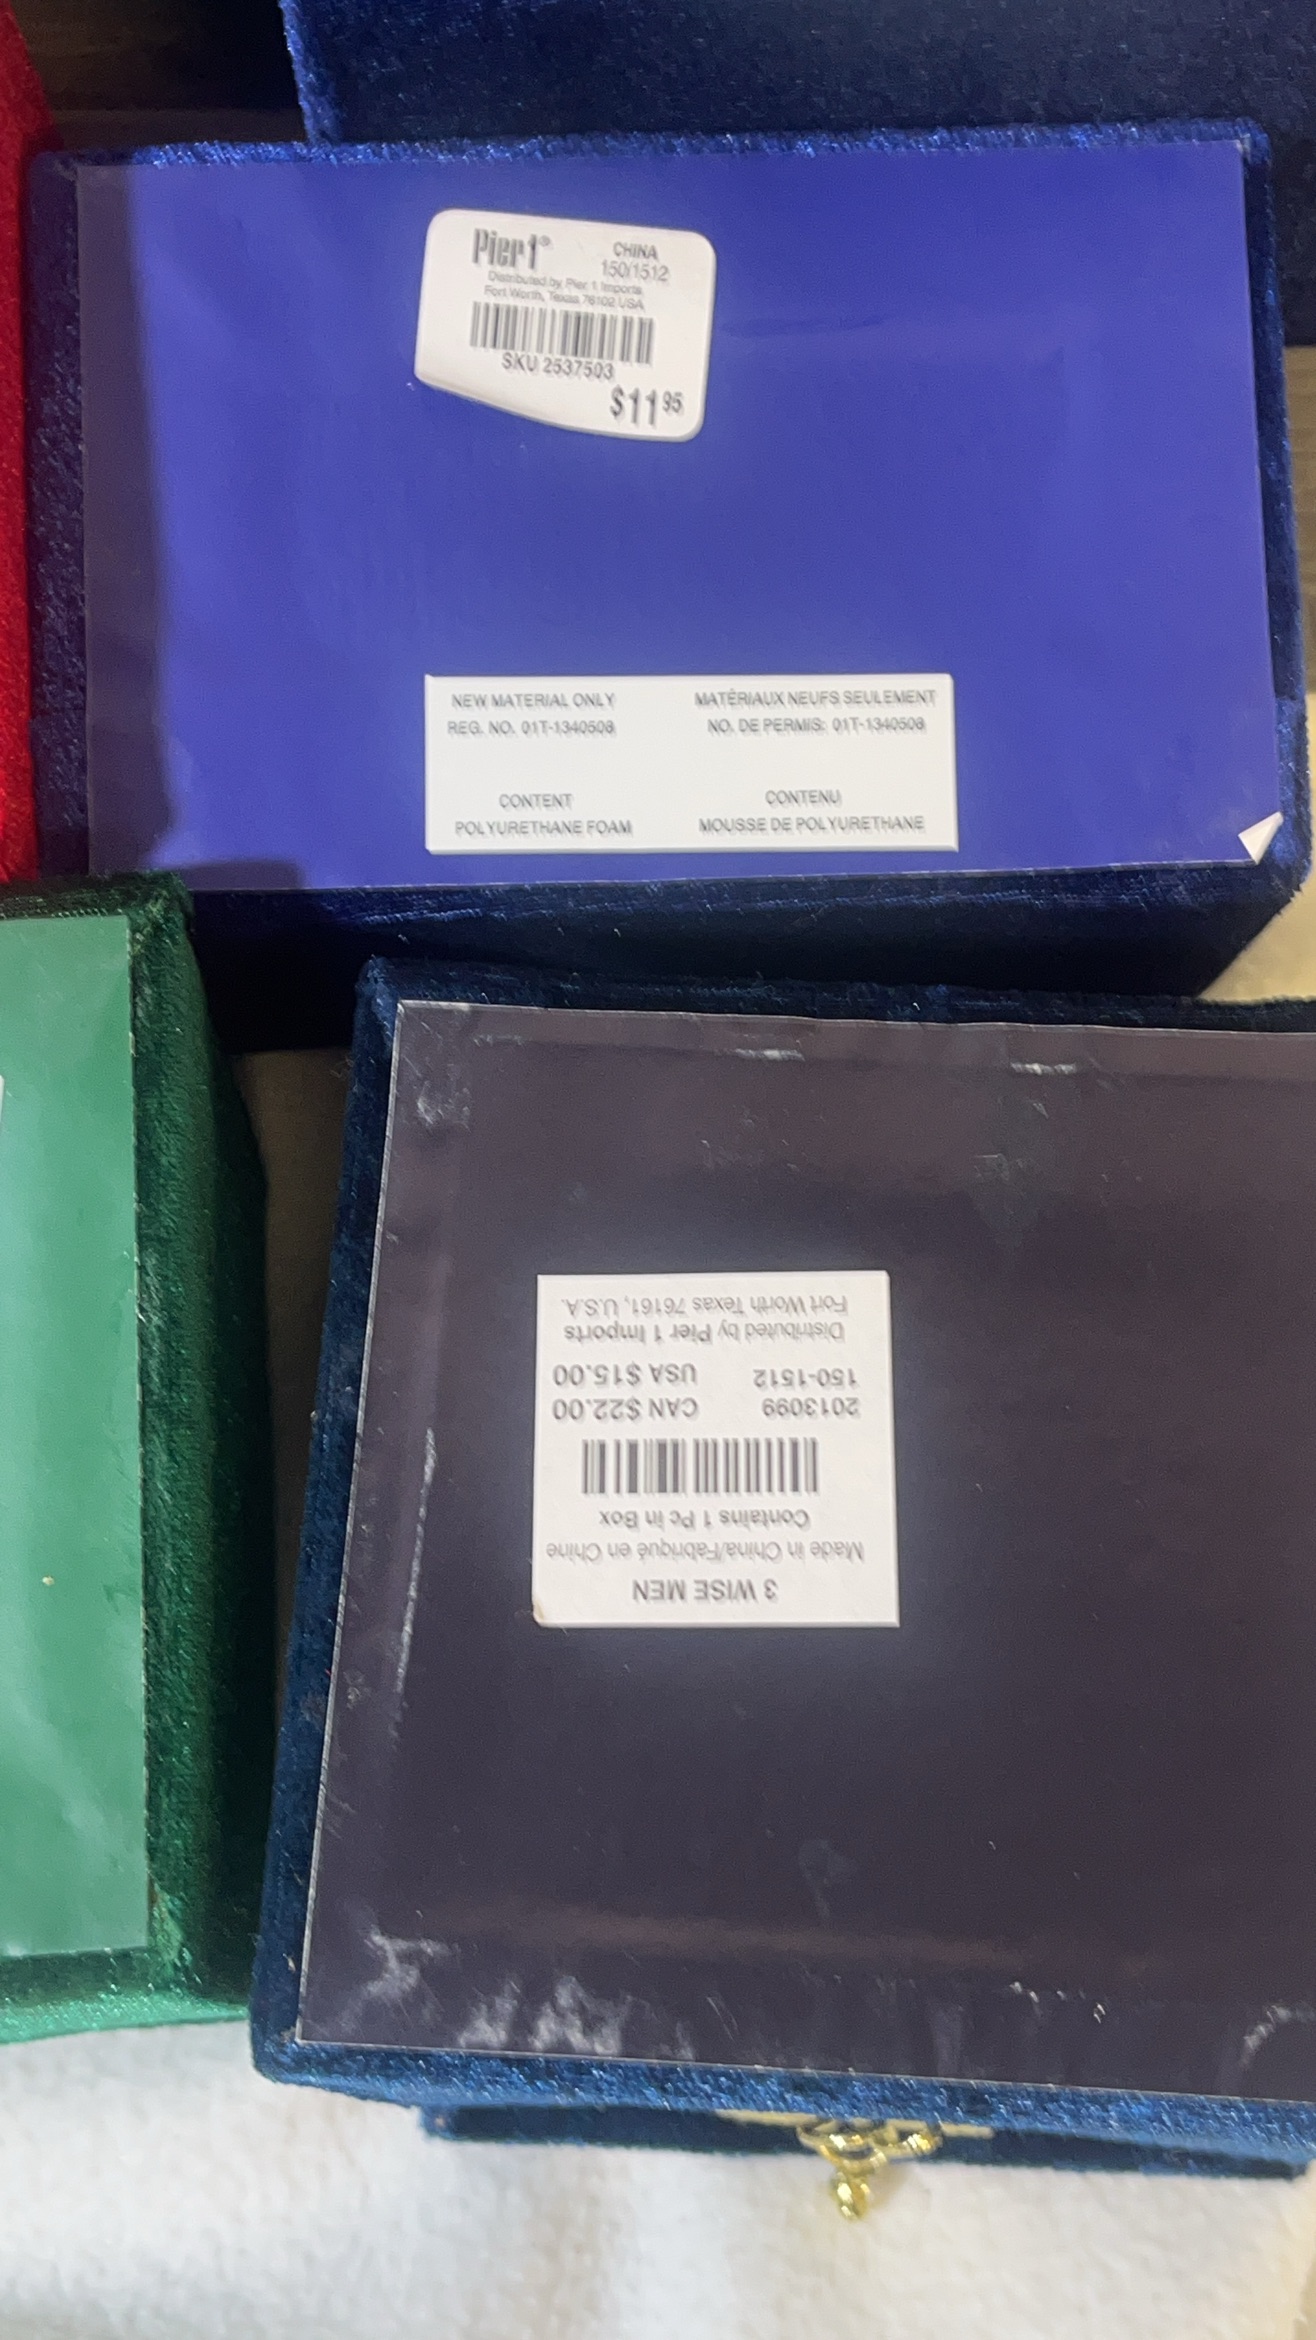 Pier 1® CHINA
150/1512
Distributed by Pier 1 Imports
Fort Worth, Texas 76102 USA
SKU 2537503
$11.95
NEW MATERIAL ONLY
REG. NO. 01T-1340508
CONTENT
POLYURETHANE FOAM
MATÉRIAUX NEUFS SEULEMENT
NO. DE PERMIS: 01T-1340508
CONTENU
MOUSSE DE POLYURETHANE
3 WISE MEN
Made in China/Fabriqué en Chine
Contains 1 Pc in Box
2013099 CAN $22.00
150-1512 USA $15.00
Distributed by Pier 1 Imports
Fort Worth Texas 76161, U.S.A.